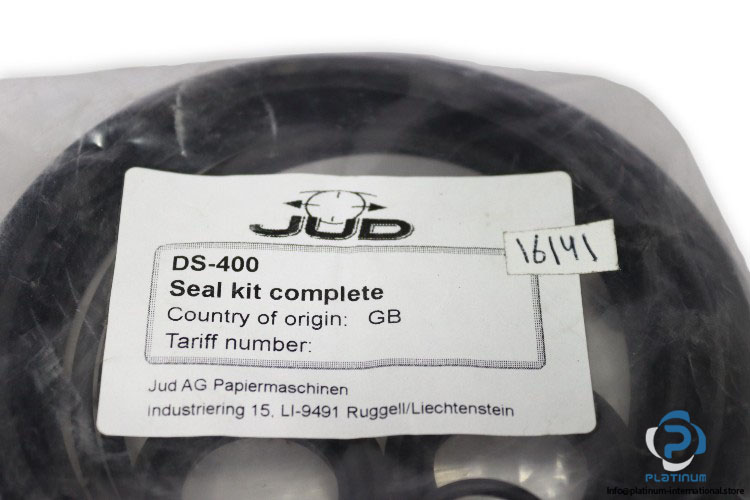 JUD
16141
DS-400
Seal kit complete
Country of origin: GB
Tariff number:
Jud AG Papiermaschinen
Industriering 15, LI-9491 Ruggell/Liechtenstein
PLATINUM
info@platinum-international.store